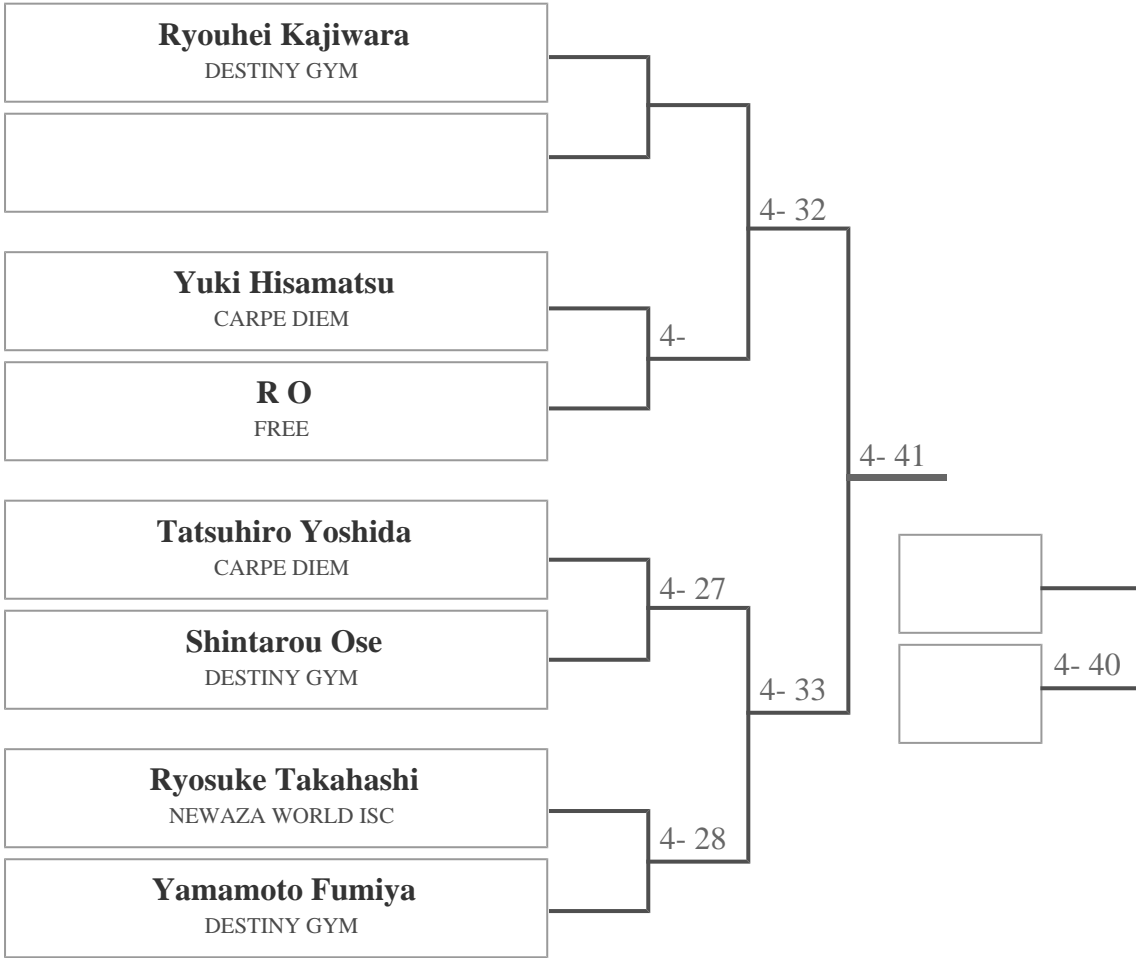 Ryouhei Kajiwara
DESTINY GYM
4- 32
Yuki Hisamatsu
CARPE DIEM
4-
R O
FREE
4- 41
Tatsuhiro Yoshida
CARPE DIEM
4- 27
Shintarou Ose
DESTINY GYM
4- 33
4- 40
Ryosuke Takahashi
NEWAZA WORLD ISC
4- 28
Yamamoto Fumiya
DESTINY GYM